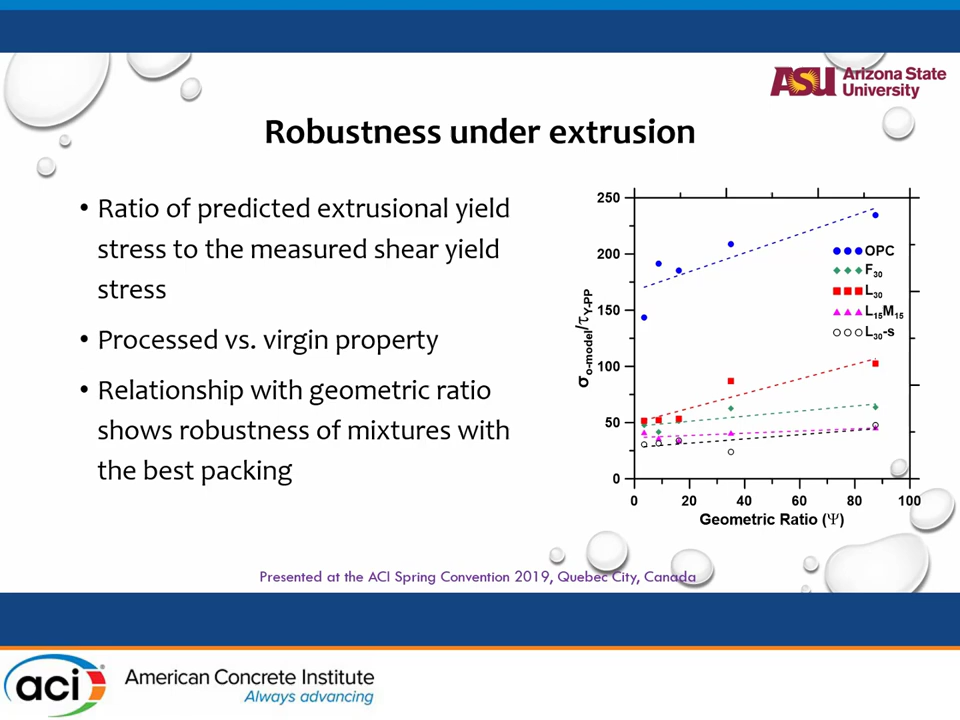 ASU Arizona State
University
Robustness under extrusion
• Ratio of predicted extrusional yield
stress to the measured shear yield
stress
• Processed vs. virgin property
• Relationship with geometric ratio
shows robustness of mixtures with
the best packing
250
200
150
100
50
0
σo-model/τY-PP
OPC
F30
L30
L15M15
L30-s
0 20 40 60 80 100
Geometric Ratio (Ψ)
Presented at the ACI Spring Convention 2019, Quebec City, Canada
aci American Concrete Institute
Always advancing